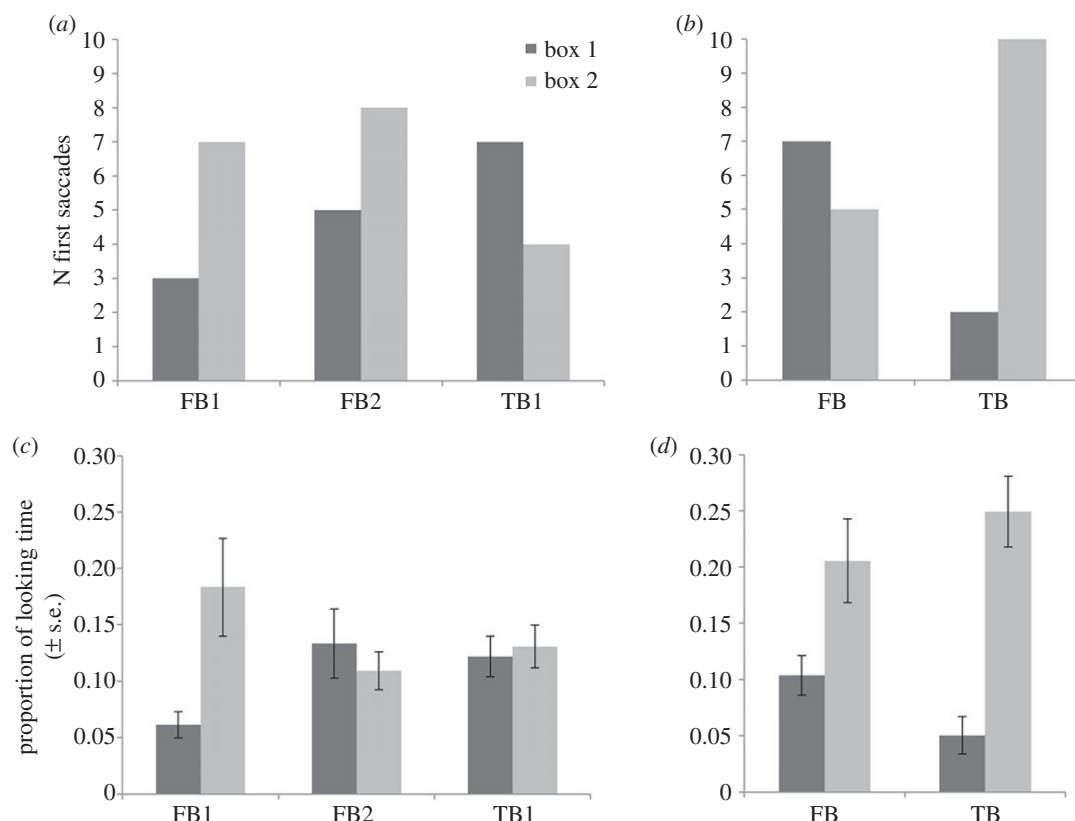 (a)
10
9
8
7
6
5
4
3
2
1
0
N first saccades
box 1
box 2
FB1 FB2 TB1
(b)
10
9
8
7
6
5
4
3
2
1
0
FB TB
(c)
0.30
0.25
0.20
0.15
0.10
0.05
0
proportion of looking time
(± s.e.)
FB1 FB2 TB1
(d)
0.30
0.25
0.20
0.15
0.10
0.05
0
FB TB